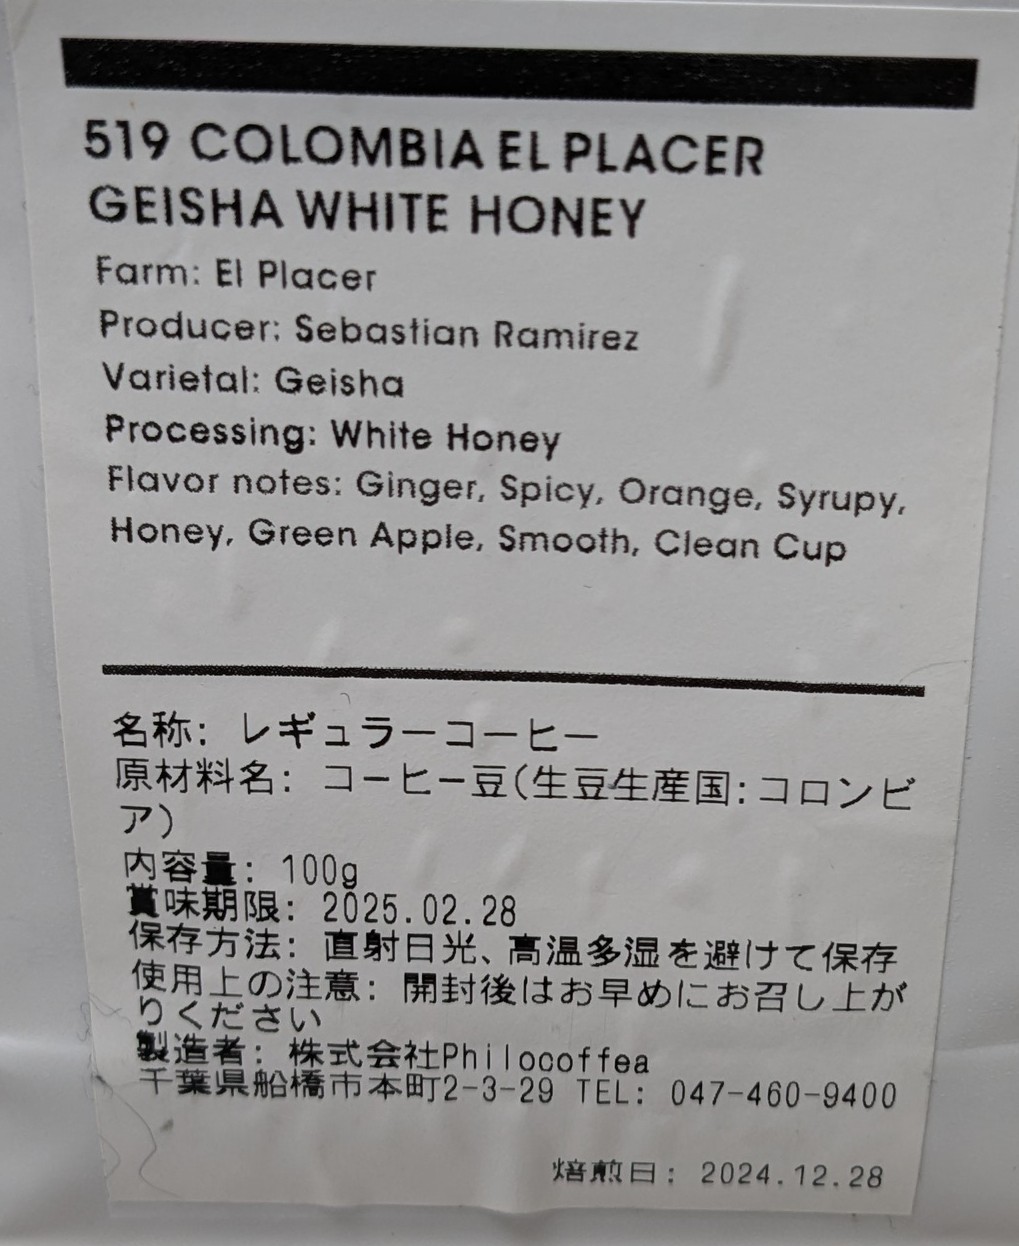 519 COLOMBIA EL PLACER
GEISHA WHITE HONEY
Farm: El Placer
Producer: Sebastian Ramirez
Varietal: Geisha
Processing: White Honey
Flavor notes: Ginger, Spicy, Orange, Syrupy,
Honey, Green Apple, Smooth, Clean Cup
名称: レギュラーコーヒー
原材料名: コーヒー豆(生豆生産国:コロンビ
ア)
内容量: 100g
賞味期限: 2025.02.28
保存方法: 直射日光、高温多湿を避けて保存
使用上の注意: 開封後はお早めにお召し上が
りください
製造者: 株式会社Philocoffea
千葉県船橋市本町2-3-29 TEL: 047-460-9400
焙煎日: 2024.12.28